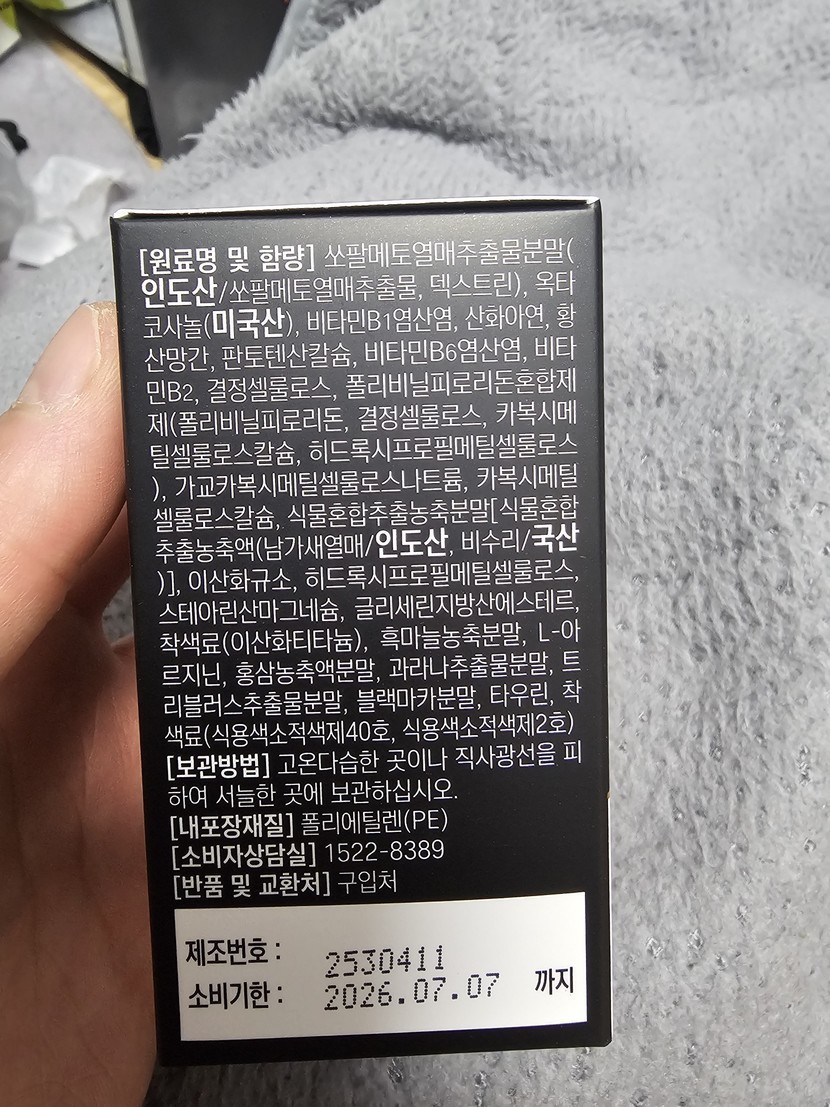 [원료명 및 함량] 쏘팔메토열매추출물분말(
인도산/쏘팔메토열매추출물, 덱스트린), 옥타
코사놀(미국산), 비타민B1염산염, 산화아연, 황
산망간, 판토텐산칼슘, 비타민B6염산염, 비타
민B2, 결정셀룰로스, 폴리비닐피로리돈혼합제
제(폴리비닐피로리돈, 결정셀룰로스, 카복시메
틸셀룰로스칼슘, 히드록시프로필메틸셀룰로스
), 가교카복시메틸셀룰로스나트륨, 카복시메틸
셀룰로스칼슘, 식물혼합추출농축분말[식물혼합
추출농축액(남가새열매/인도산, 비수리/국산
)], 이산화규소, 히드록시프로필메틸셀룰로스,
스테아린산마그네슘, 글리세린지방산에스테르,
착색료(이산화티타늄), 흑마늘농축분말, L-아
르지닌, 홍삼농축액분말, 과라나추출물분말, 트
리블러스추출물분말, 블랙마카분말, 타우린, 착
색료(식용색소적색제40호, 식용색소적색제2호)
[보관방법] 고온다습한 곳이나 직사광선을 피
하여 서늘한 곳에 보관하십시오.
[내포장재질] 폴리에틸렌(PE)
[소비자상담실] 1522-8389
[반품 및 교환처] 구입처
제조번호 : 2530411
소비기한 : 2026.07.07 까지